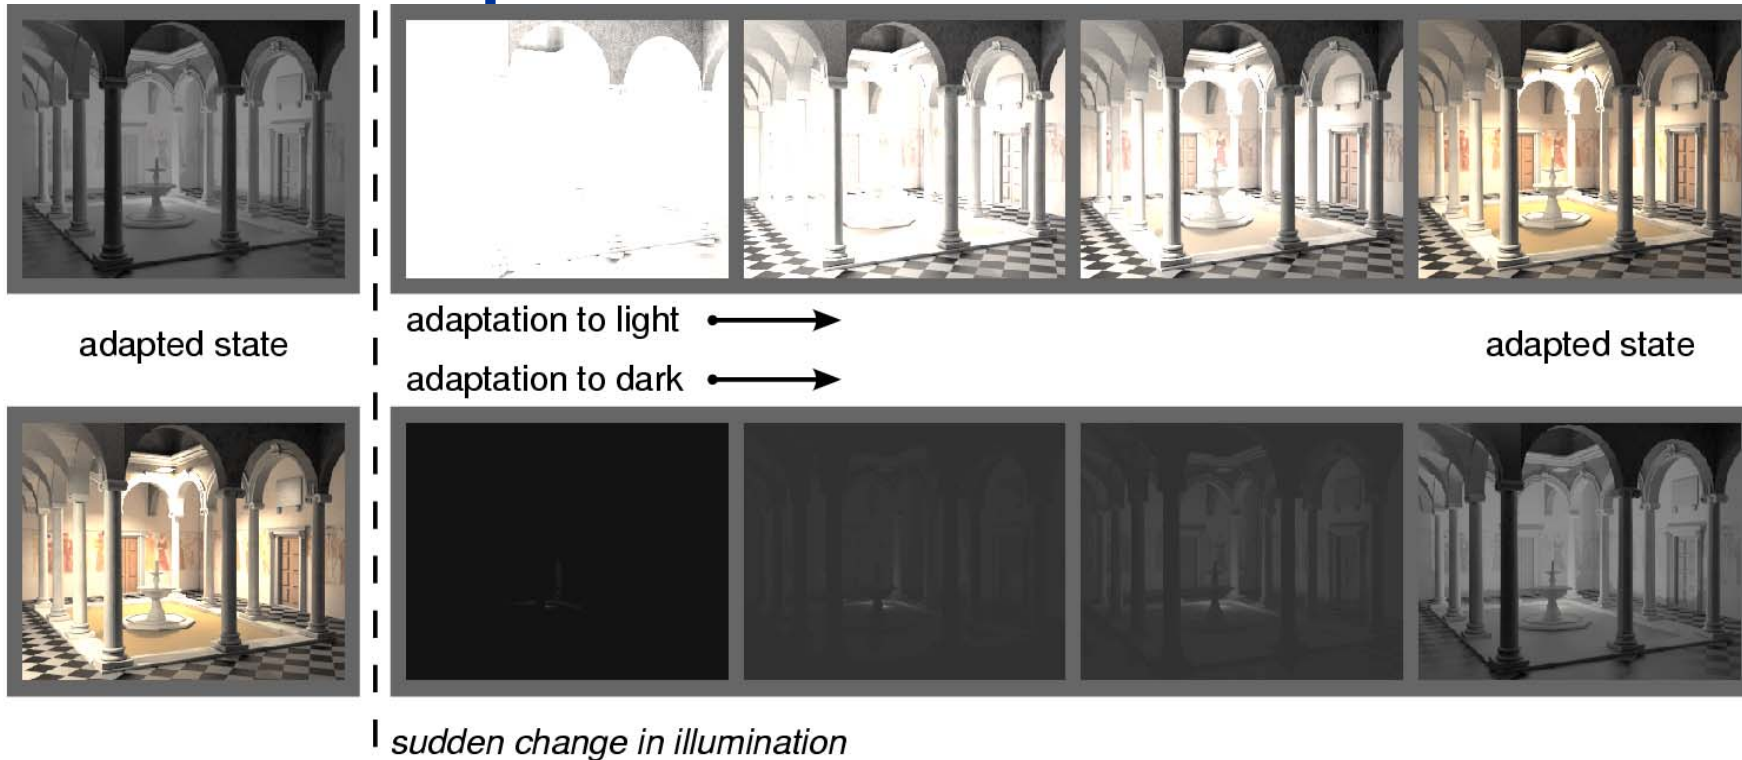 adapted state
adaptation to light
adaptation to dark
adapted state
sudden change in illumination